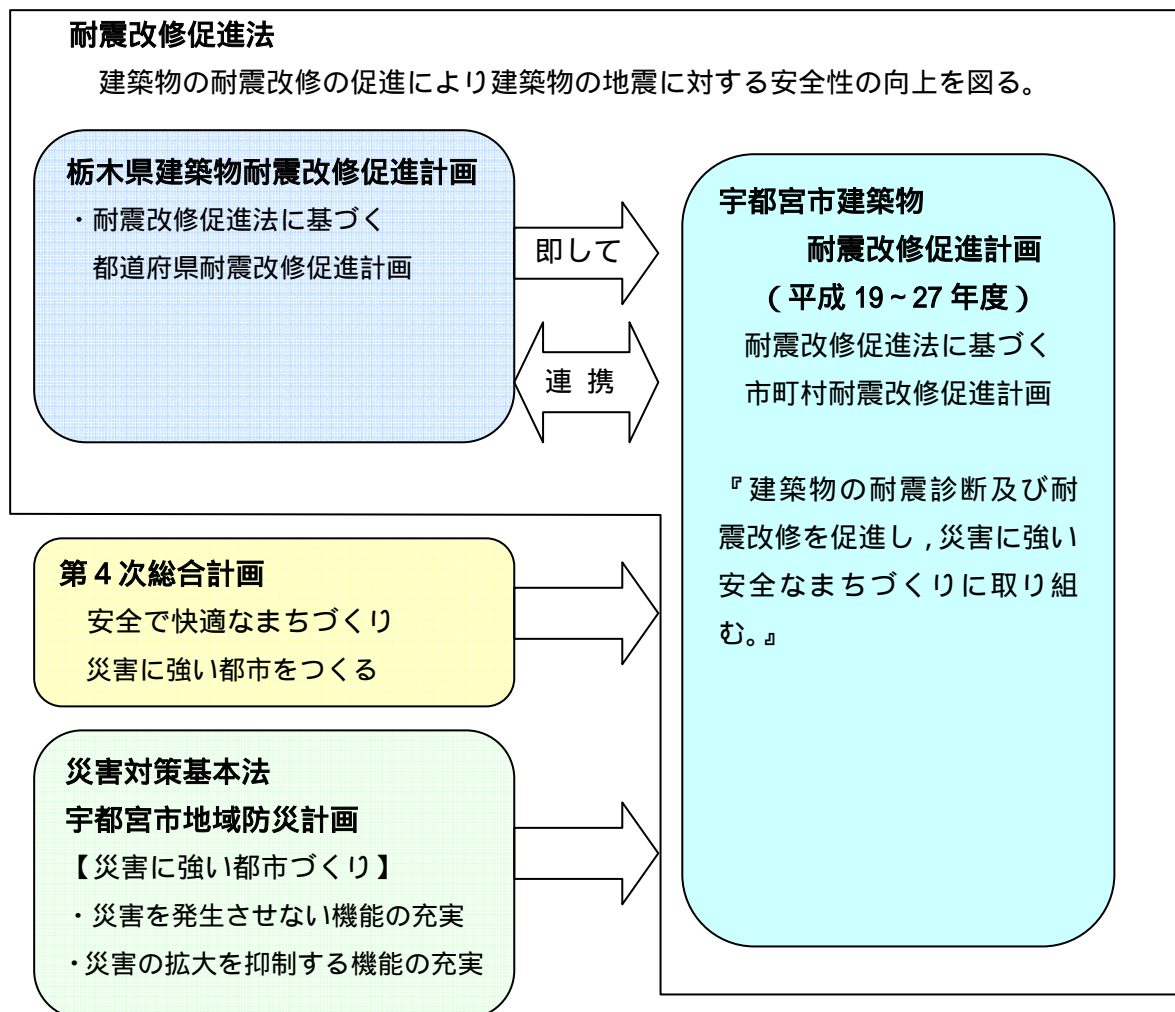 耐震改修促進法
建築物の耐震改修の促進により建築物の地震に対する安全性の向上を図る。
栃木県建築物耐震改修促進計画
・耐震改修促進法に基づく
都道府県耐震改修促進計画
即して
連 携
宇都宮市建築物
耐震改修促進計画
（平成 19～27 年度）
耐震改修促進法に基づく
市町村耐震改修促進計画
『建築物の耐震診断及び耐
震改修を促進し，災害に強い
安全なまちづくりに取り組
む。』
第４次総合計画
安全で快適なまちづくり
災害に強い都市をつくる
災害対策基本法
宇都宮市地域防災計画
【災害に強い都市づくり】
・災害を発生させない機能の充実
・災害の拡大を抑制する機能の充実